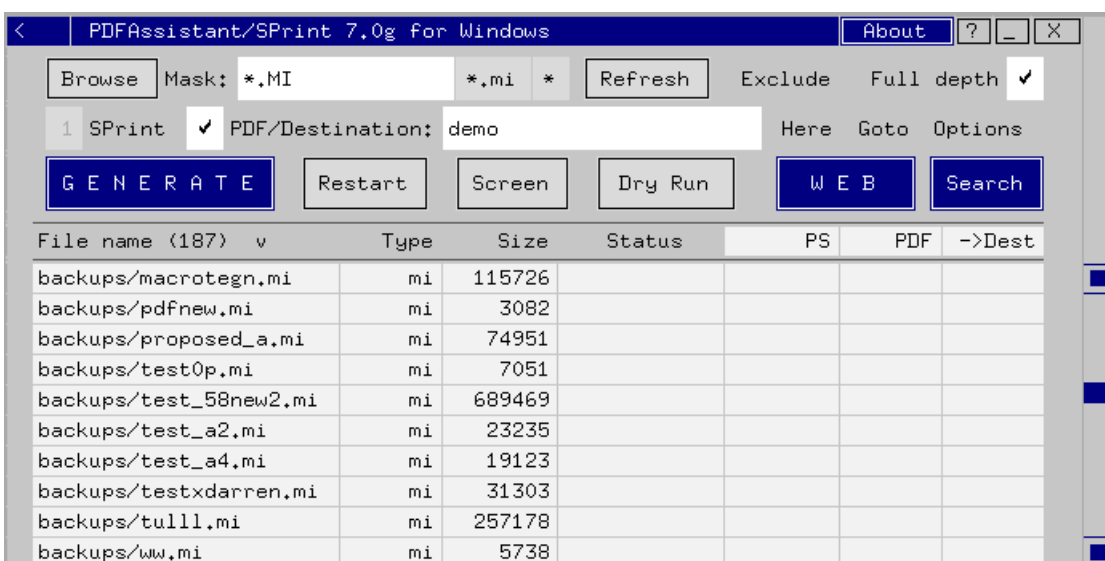 < PDFAssistant/SPrint 7.0g for Windows About ? _ X
Browse Mask: *.MI *.mi * Refresh Exclude Full depth ✓
1 SPrint ✓ PDF/Destination: demo Here Goto Options
G E N E R A T E Restart Screen Dry Run W E B Search
File name (187) v Type Size Status PS PDF ->Dest
backups/macrotegn.mi mi 115726
backups/pdfnew.mi mi 3082
backups/proposed_a.mi mi 74951
backups/test0p.mi mi 7051
backups/test_58new2.mi mi 689469
backups/test_a2.mi mi 23235
backups/test_a4.mi mi 19123
backups/testxdarren.mi mi 31303
backups/tulll.mi mi 257178
backups/ww.mi mi 5738